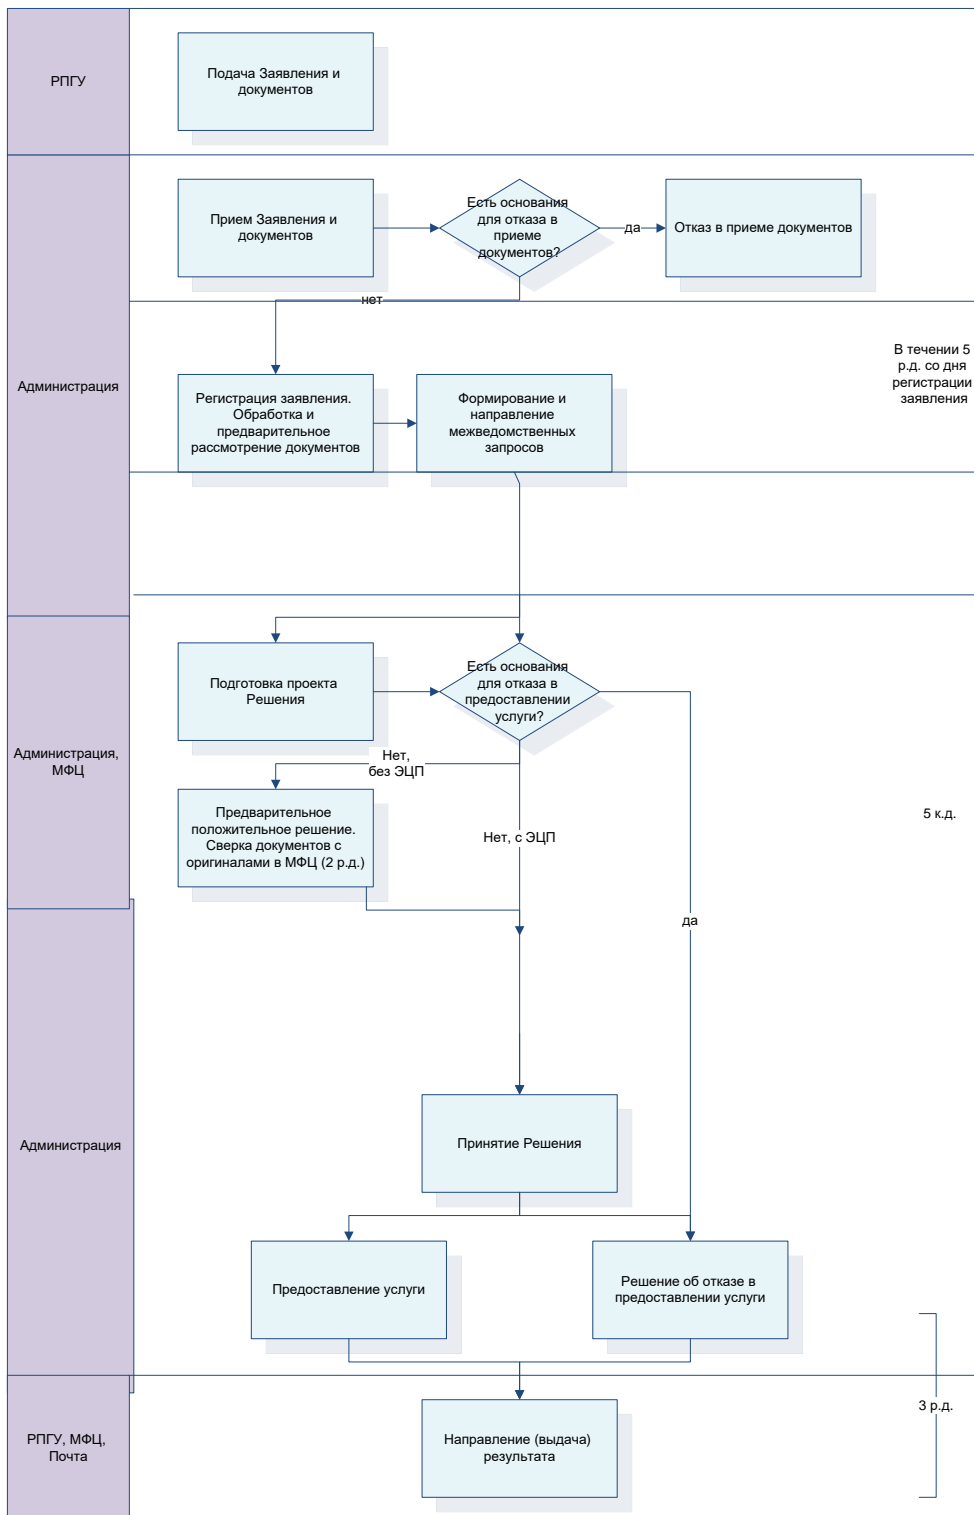 РПГУ
Подача Заявления и
документов
Прием Заявления и
документов
Есть основания
для отказа в
приеме
документов?
да
Отказ в приеме документов
нет
Администрация
В течении 5
р.д. со дня
регистрации
заявления
Регистрация заявления.
Обработка и
предварительное
рассмотрение документов
Формирование и
направление
межведомственных
запросов
Администрация,
МФЦ
Подготовка проекта
Решения
Есть основания
для отказа в
предоставлении
услуги?
Нет,
без ЭЦП
Предварительное
положительное решение.
Сверка документов с
оригиналами в МФЦ (2 р.д.)
Нет, с ЭЦП
5 к.д.
да
Администрация
Принятие Решения
Предоставление услуги
Решение об отказе в
предоставлении услуги
3 р.д.
РПГУ, МФЦ,
Почта
Направление (выдача)
результата